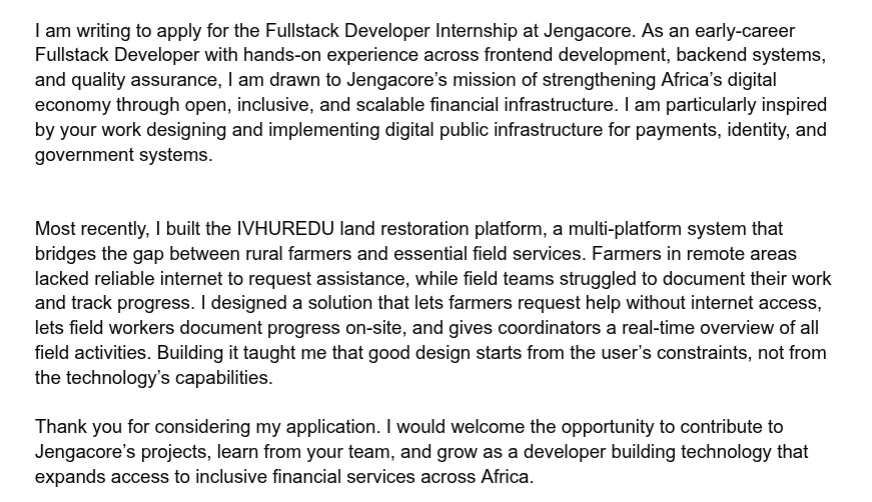 I am writing to apply for the Fullstack Developer Internship at Jengacore. As an early-career
Fullstack Developer with hands-on experience across frontend development, backend systems,
and quality assurance, I am drawn to Jengacore’s mission of strengthening Africa’s digital
economy through open, inclusive, and scalable financial infrastructure. I am particularly inspired
by your work designing and implementing digital public infrastructure for payments, identity, and
government systems.
Most recently, I built the IVHUREDU land restoration platform, a multi-platform system that
bridges the gap between rural farmers and essential field services. Farmers in remote areas
lacked reliable internet to request assistance, while field teams struggled to document their work
and track progress. I designed a solution that lets farmers request help without internet access,
lets field workers document progress on-site, and gives coordinators a real-time overview of all
field activities. Building it taught me that good design starts from the user’s constraints, not from
the technology’s capabilities.
Thank you for considering my application. I would welcome the opportunity to contribute to
Jengacore’s projects, learn from your team, and grow as a developer building technology that
expands access to inclusive financial services across Africa.